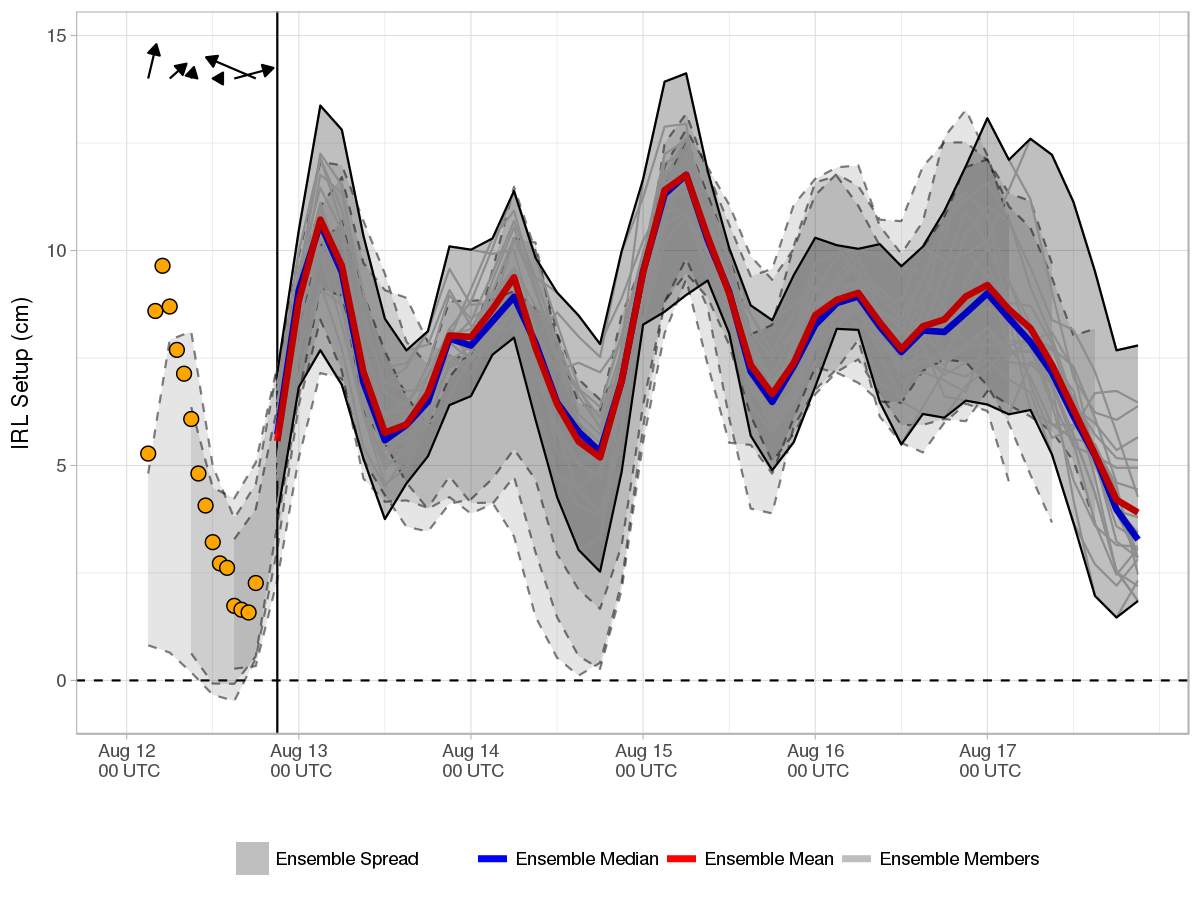 IRL Setup (cm)
15
10
5
0
Aug 12
00 UTC
Aug 13
00 UTC
Aug 14
00 UTC
Aug 15
00 UTC
Aug 16
00 UTC
Aug 17
00 UTC
Ensemble Spread
Ensemble Median
Ensemble Mean
Ensemble Members